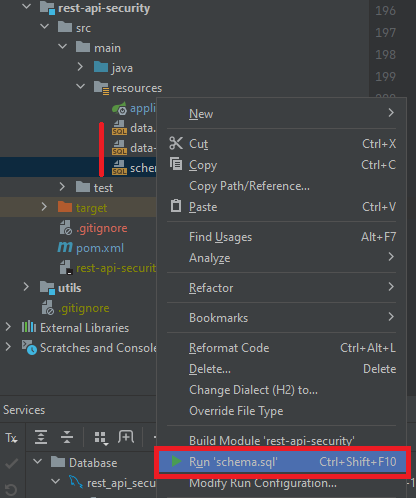 rest-api-security
src
main
java
resources
appli
data.
data-
schem
test
target
.gitignore
pom.xml
rest-api-securit
utils
.gitignore
External Libraries
Scratches and Console
Services
Tx
Database
rest_api_secu
196
197
198
199
New
Cut Ctrl+X
Copy Ctrl+C
Copy Path/Reference...
Paste Ctrl+V
Find Usages Alt+F7
Analyze
Refactor
Bookmarks
Reformat Code Ctrl+Alt+L
Delete... Delete
Change Dialect (H2) to...
Override File Type
Build Module 'rest-api-security'
Run 'schema.sql' Ctrl+Shift+F10
Modify Run Configuration...